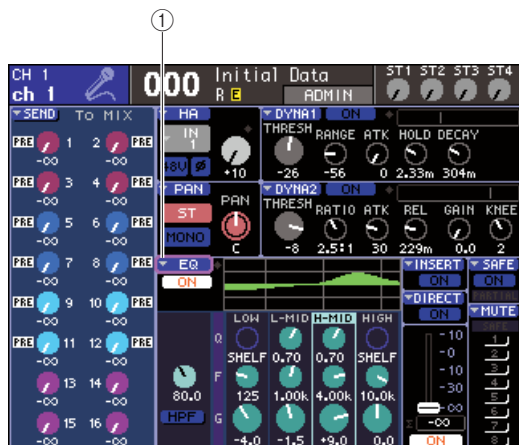 ①
CH 1
ch 1
000 Initial Data
R E ADMIN
ST1 ST2 ST3 ST4
SEND To MIX
PRE 1 2 PRE
-∞ -∞
PRE 3 4 PRE
-∞ -∞
PRE 5 6 PRE
-∞ -∞
PRE 7 8 PRE
-∞ -∞
PRE 9 10 PRE
-∞ -∞
PRE 11 12 PRE
-∞ -∞
13 14
-∞ -∞
15 16
-∞ -∞
HA
IN
1
48V ø
+10
PAN
ST
MONO
PAN
C
DYNA1 ON
THRESH RANGE ATK HOLD DECAY
-26 -56 0 2.33m 304m
DYNA2 ON
THRESH RATIO ATK REL GAIN KNEE
-8 2.5:1 30 229m 0.0 2
EQ
ON
LOW L-MID H-MID HIGH
Q
SHELF 0.70 0.70 SHELF
F
125 1.00k 4.00k 10.0k
G
-4.0 -1.5 +9.0 0.0
80.0
HPF
INSERT
ON
DIRECT
ON
-10
-0
-10
-30
-∞
Σ -∞
ON
SAFE
ON
PARTIAL
MUTE
SAFE
1
2
3
4
5
6
7
8